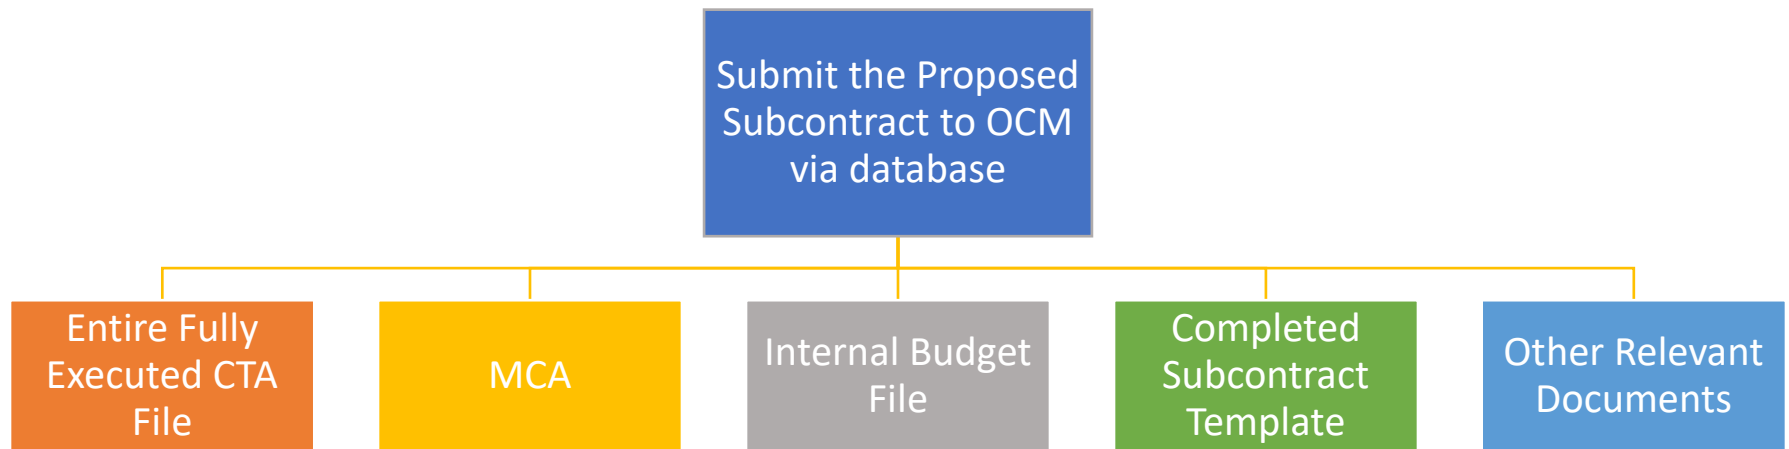 Submit the Proposed
Subcontract to OCM
via database
Entire Fully
Executed CTA
File
MCA
Internal Budget
File
Completed
Subcontract
Template
Other Relevant
Documents